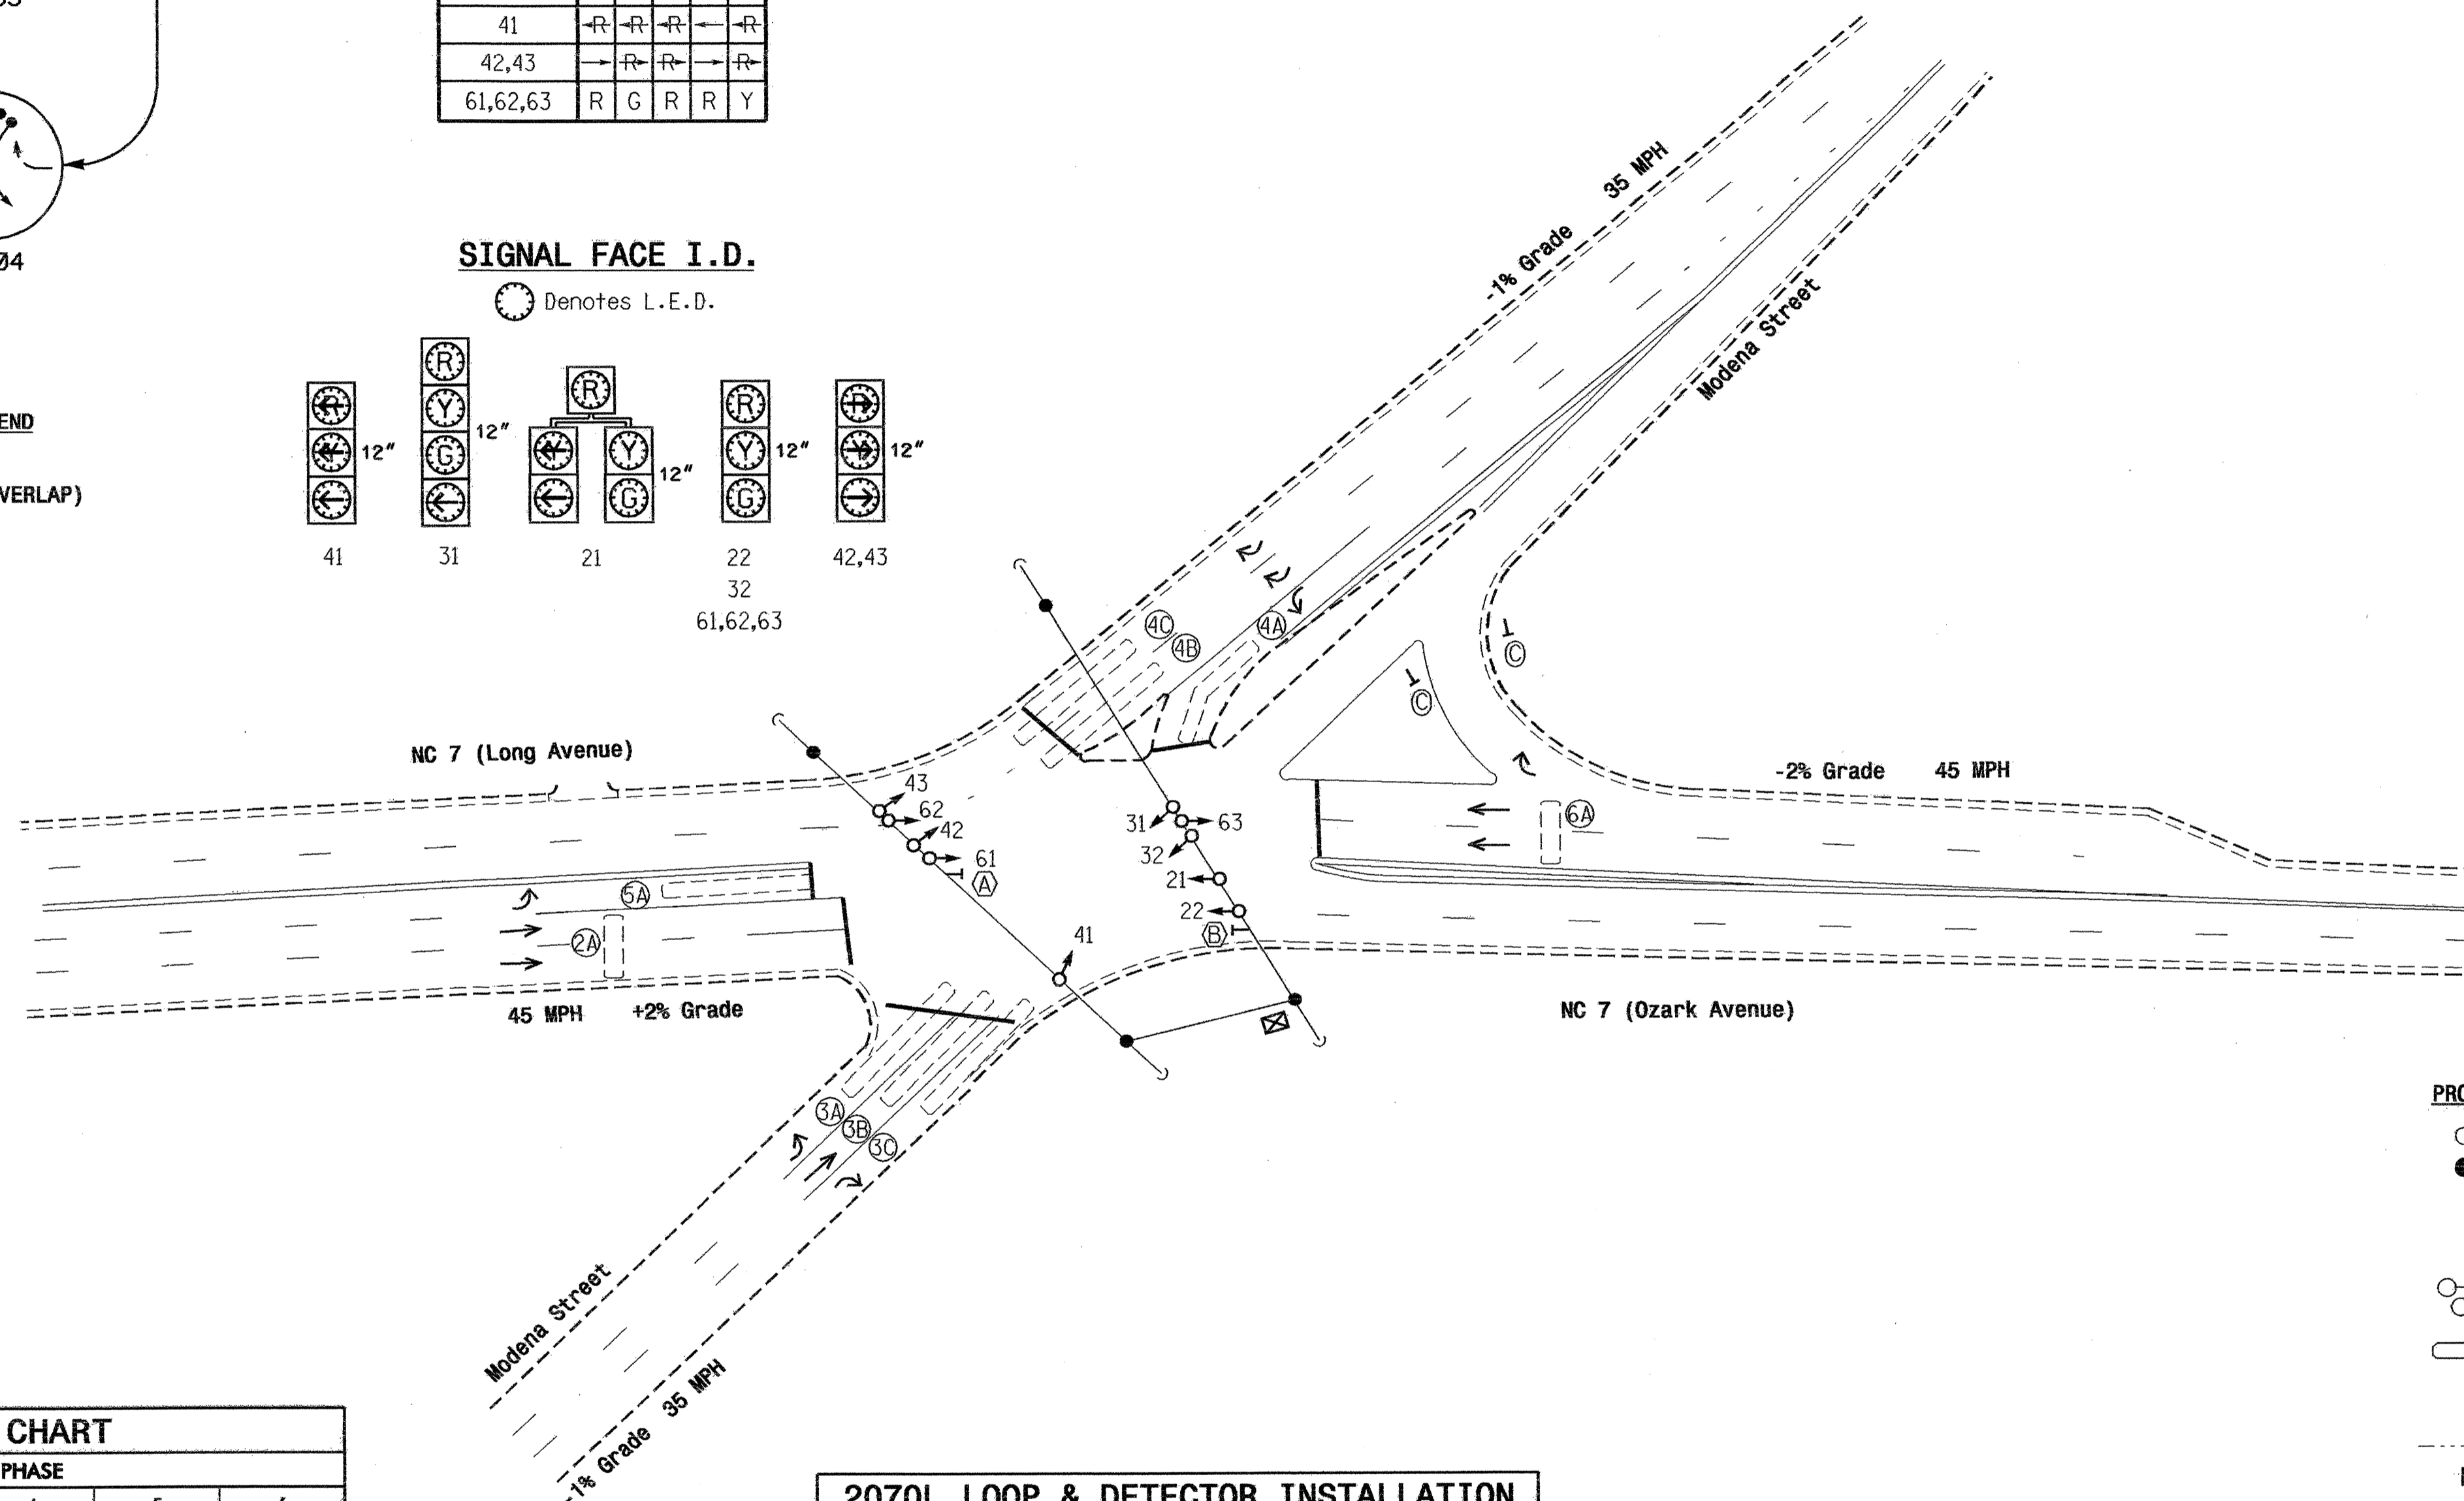 04
41 R R R R
42,43 R R R
61,62,63 R G R R Y
SIGNAL FACE I.D.
Denotes L.E.D.
END
VERLAP)
R Y 12"
R Y G 12"
R Y Y G 12"
R Y G 12"
R Y 12"
41 31 21 22 42,43
32
61,62,63
35 MPH
-1% Grade
Modena Street
4C
4B
4A
C
C
NC 7 (Long Avenue)
-2% Grade 45 MPH
43
62
42
61
A
31
63
32
21
22
B
41
6A
5A
2A
45 MPH +2% Grade
NC 7 (Ozark Avenue)
3A
3B
3C
Modena Street
-1% Grade 35 MPH
CHART
PHASE
2070L LOOP & DETECTOR INSTALLATION